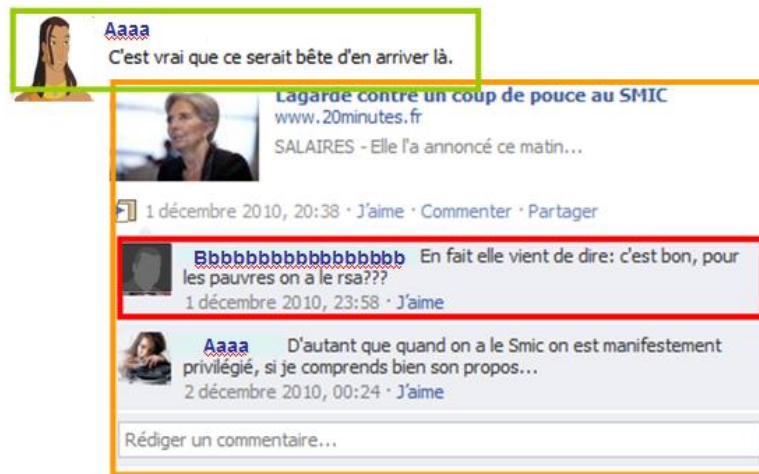 Aaaa
C'est vrai que ce serait bête d'en arriver là.
Lagarde contre un coup de pouce au SMIC
www.20minutes.fr
SALAIRES - Elle l'a annoncé ce matin...
1 décembre 2010, 20:38 · J'aime · Commenter · Partager
Bbbbbbbbbbbbbbbbbb En fait elle vient de dire: c'est bon, pour
les pauvres on a le rsa???
1 décembre 2010, 23:58 · J'aime
Aaaa D'autant que quand on a le Smic on est manifestement
privilégié, si je comprends bien son propos...
2 décembre 2010, 00:24 · J'aime
Rédiger un commentaire...